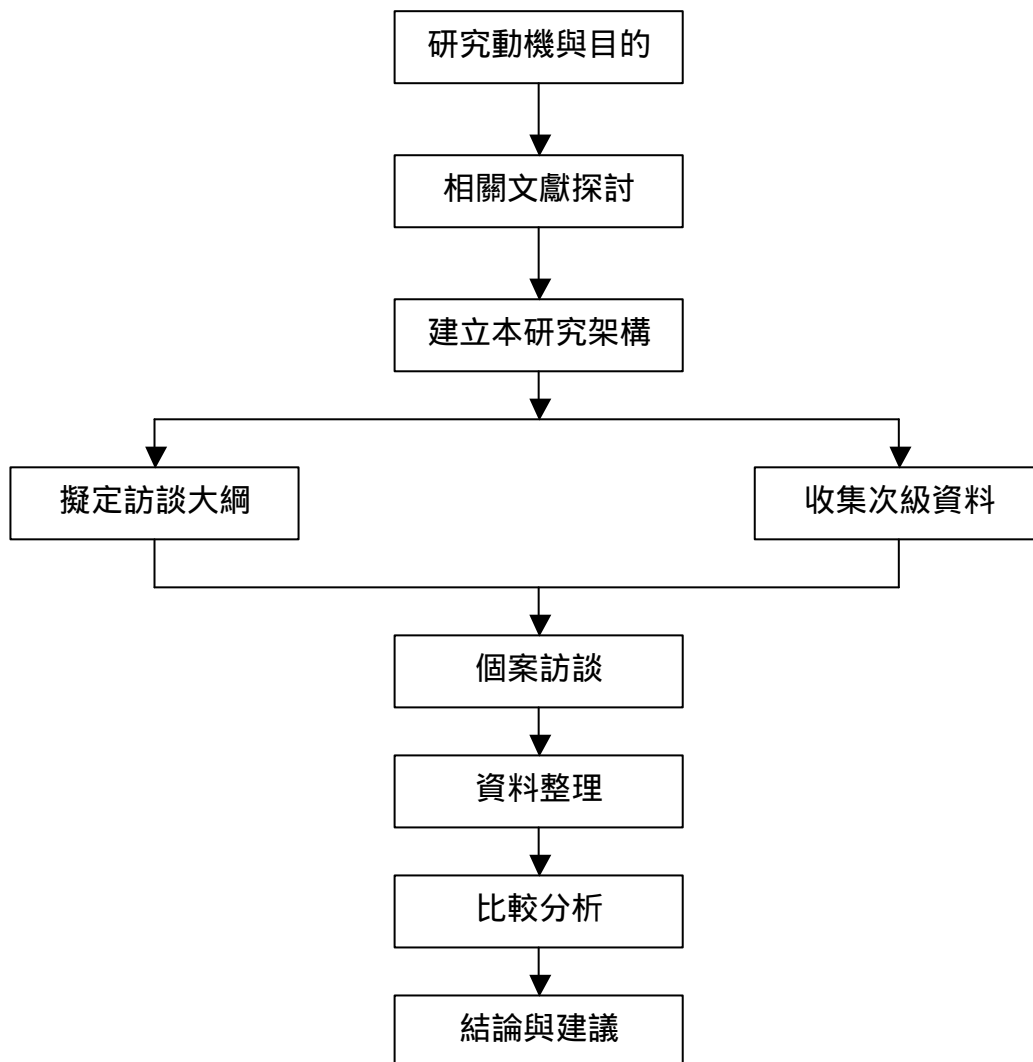 研究動機與目的
相關文獻探討
建立本研究架構
擬定訪談大綱
收集次級資料
個案訪談
資料整理
比較分析
結論與建議